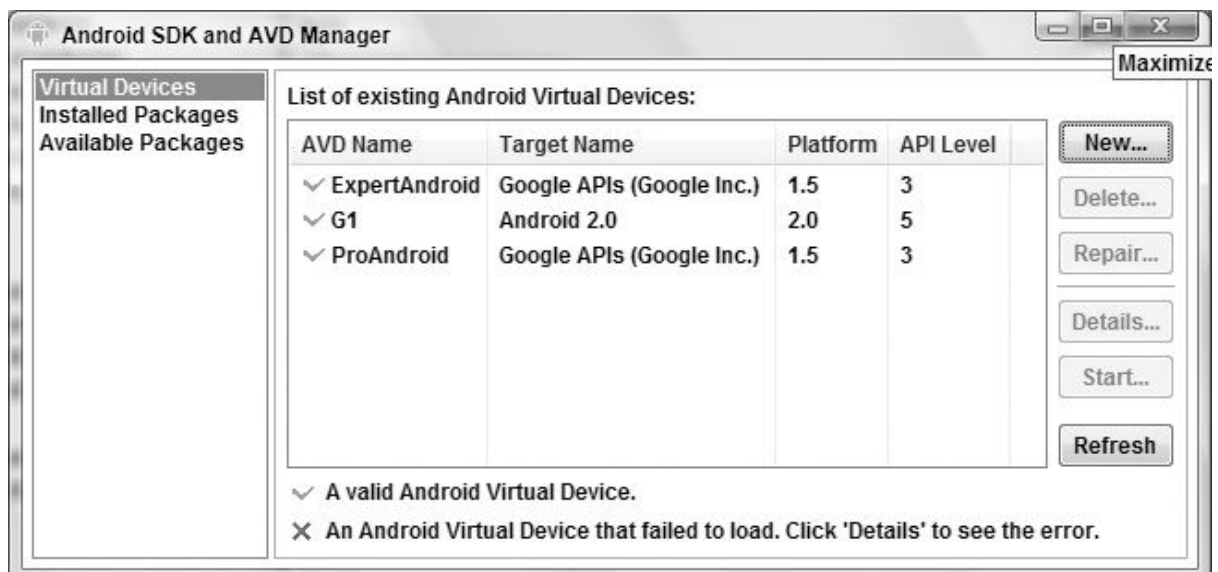 Android SDK and AVD Manager
Maximize
Virtual Devices
Installed Packages
Available Packages
List of existing Android Virtual Devices:
AVD Name Target Name Platform API Level
ExpertAndroid Google APIs (Google Inc.) 1.5 3
G1 Android 2.0 2.0 5
ProAndroid Google APIs (Google Inc.) 1.5 3
New...
Delete...
Repair...
Details...
Start...
Refresh
A valid Android Virtual Device.
An Android Virtual Device that failed to load. Click 'Details' to see the error.